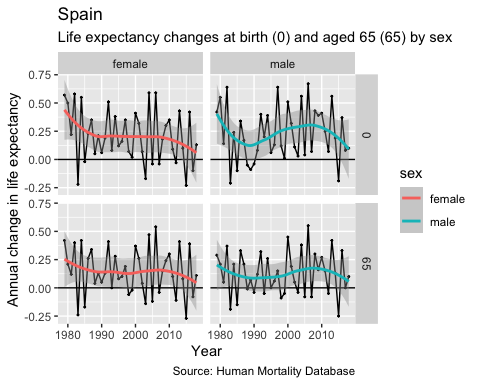 Spain
Life expectancy changes at birth (0) and aged 65 (65) by sex
female
male
0.75
0.50
0.25
0.00
-0.25
0
sex
female
male
0.75
0.50
0.25
0.00
-0.25
65
Annual change in life expectancy
1980 1990 2000 2010
1980 1990 2000 2010
Year
Source: Human Mortality Database